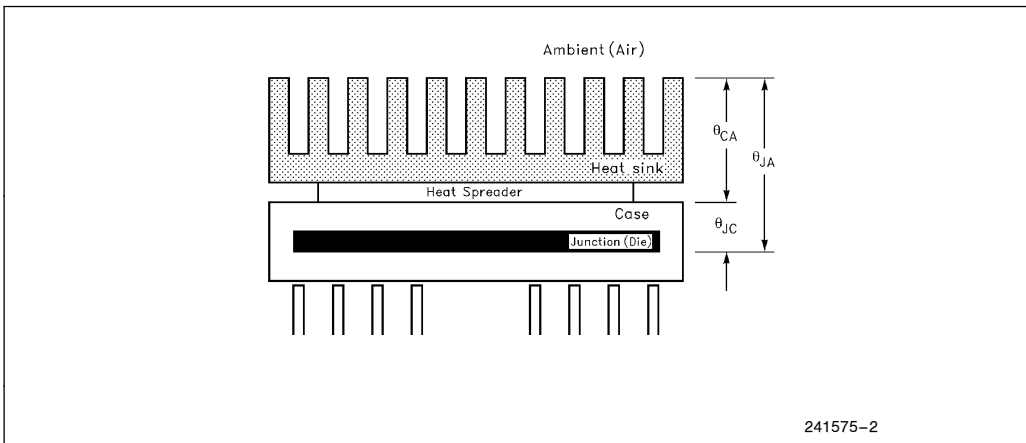 Ambient (Air)
θCA
θJA
Heat sink
Heat Spreader
Case
θJC
Junction (Die)
241575-2